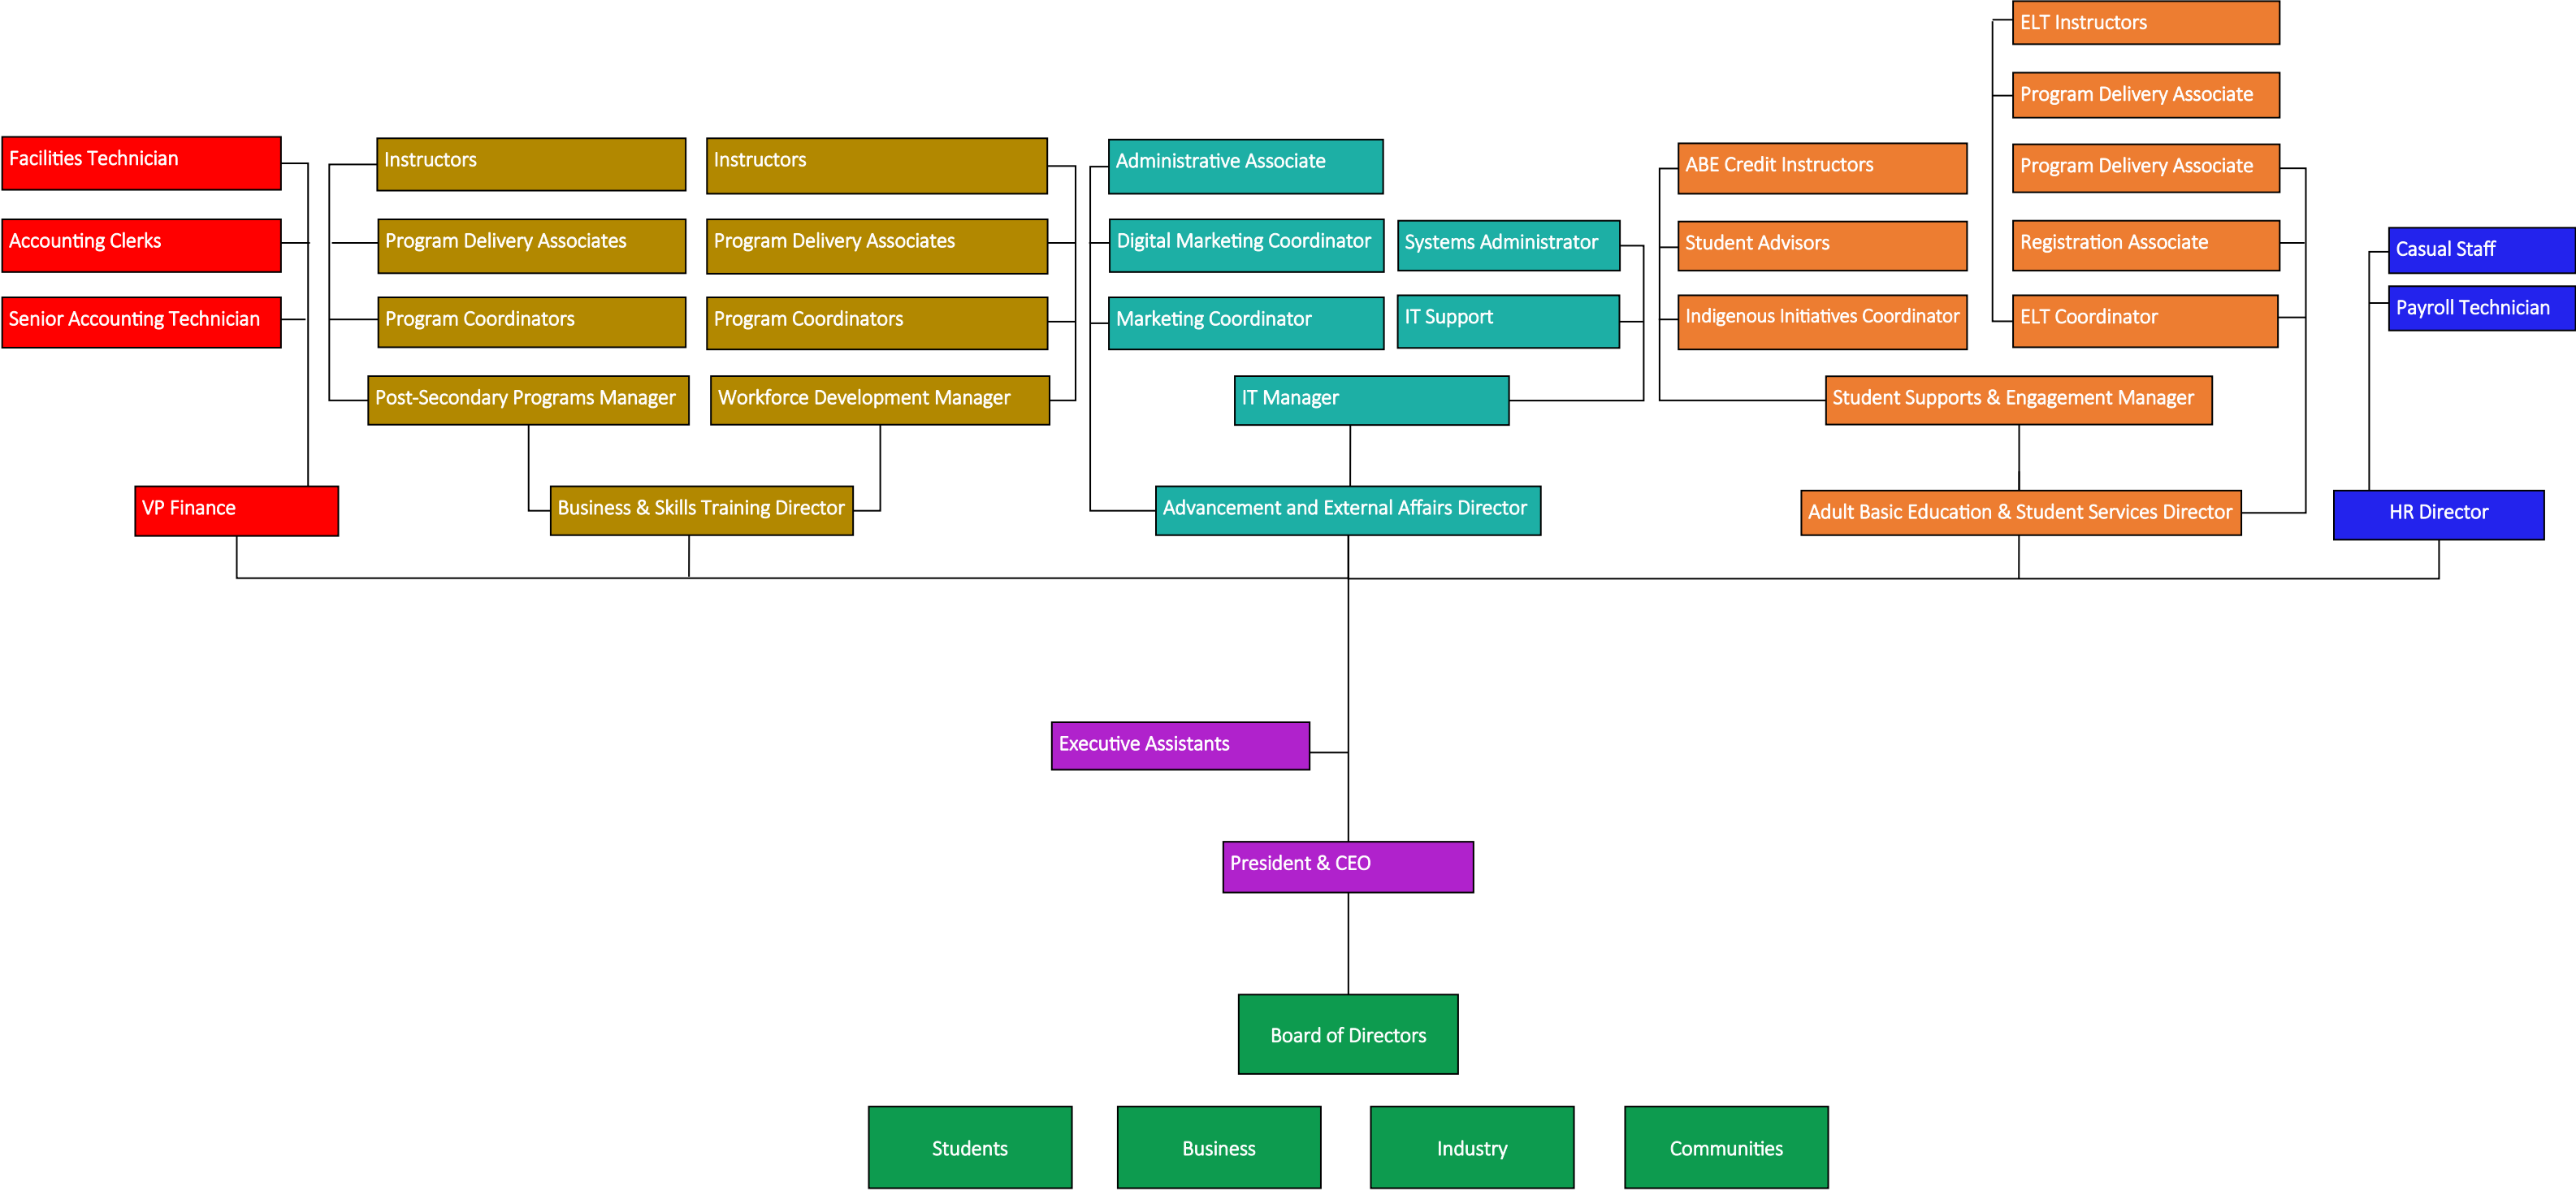 ELT Instructors
Program Delivery Associate
Facilities Technician
Instructors
Instructors
Administrative Associate
ABE Credit Instructors
Program Delivery Associate
Accounting Clerks
Program Delivery Associates
Program Delivery Associates
Digital Marketing Coordinator
Systems Administrator
Student Advisors
Registration Associate
Casual Staff
Senior Accounting Technician
Program Coordinators
Program Coordinators
Marketing Coordinator
IT Support
Indigenous Initiatives Coordinator
ELT Coordinator
Payroll Technician
Post-Secondary Programs Manager
Workforce Development Manager
IT Manager
Student Supports & Engagement Manager
VP Finance
Business & Skills Training Director
Advancement and External Affairs Director
Adult Basic Education & Student Services Director
HR Director
Executive Assistants
President & CEO
Board of Directors
Students
Business
Industry
Communities